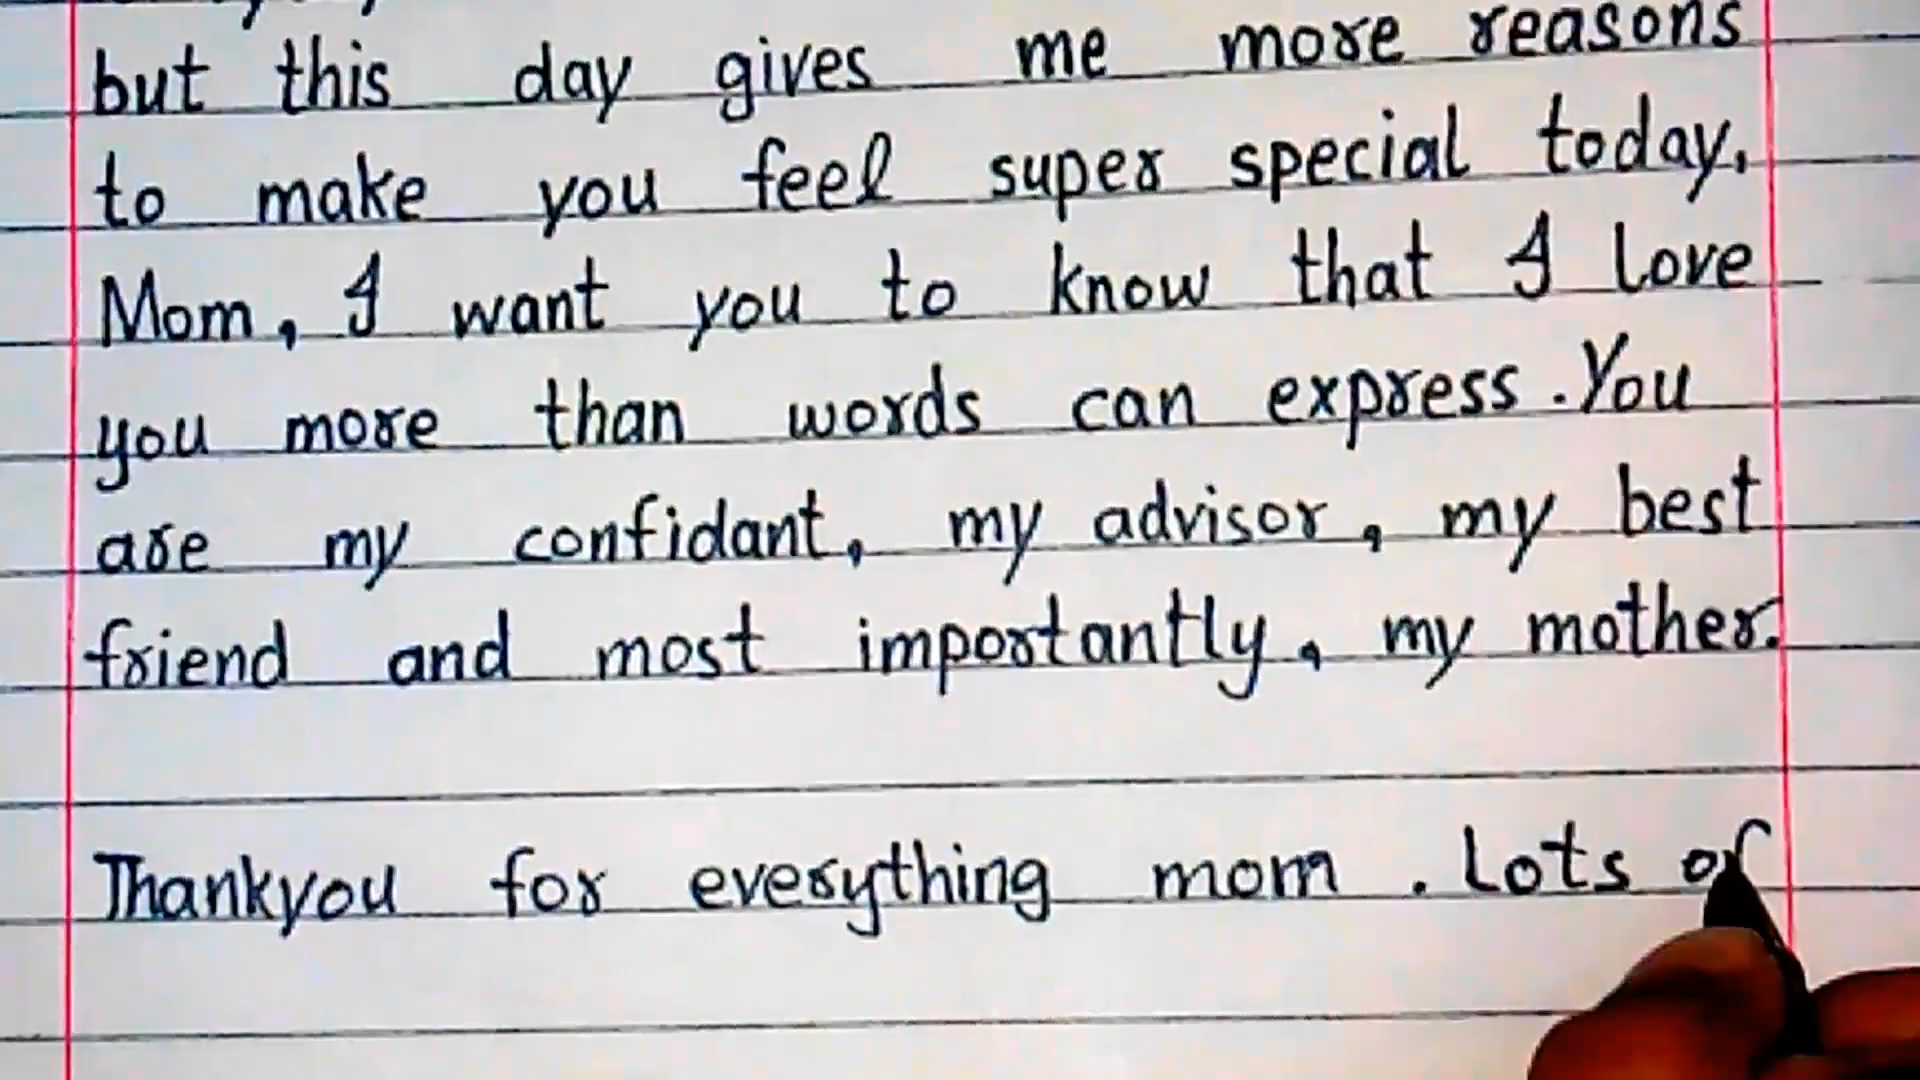 but this day gives me more reasons
to make you feel super special today.
Mom, I want you to know that I love
you more than words can express. You
are my confidant, my advisor, my best
friend and most importantly, my mother.
Thankyou for everything mom. Lots of